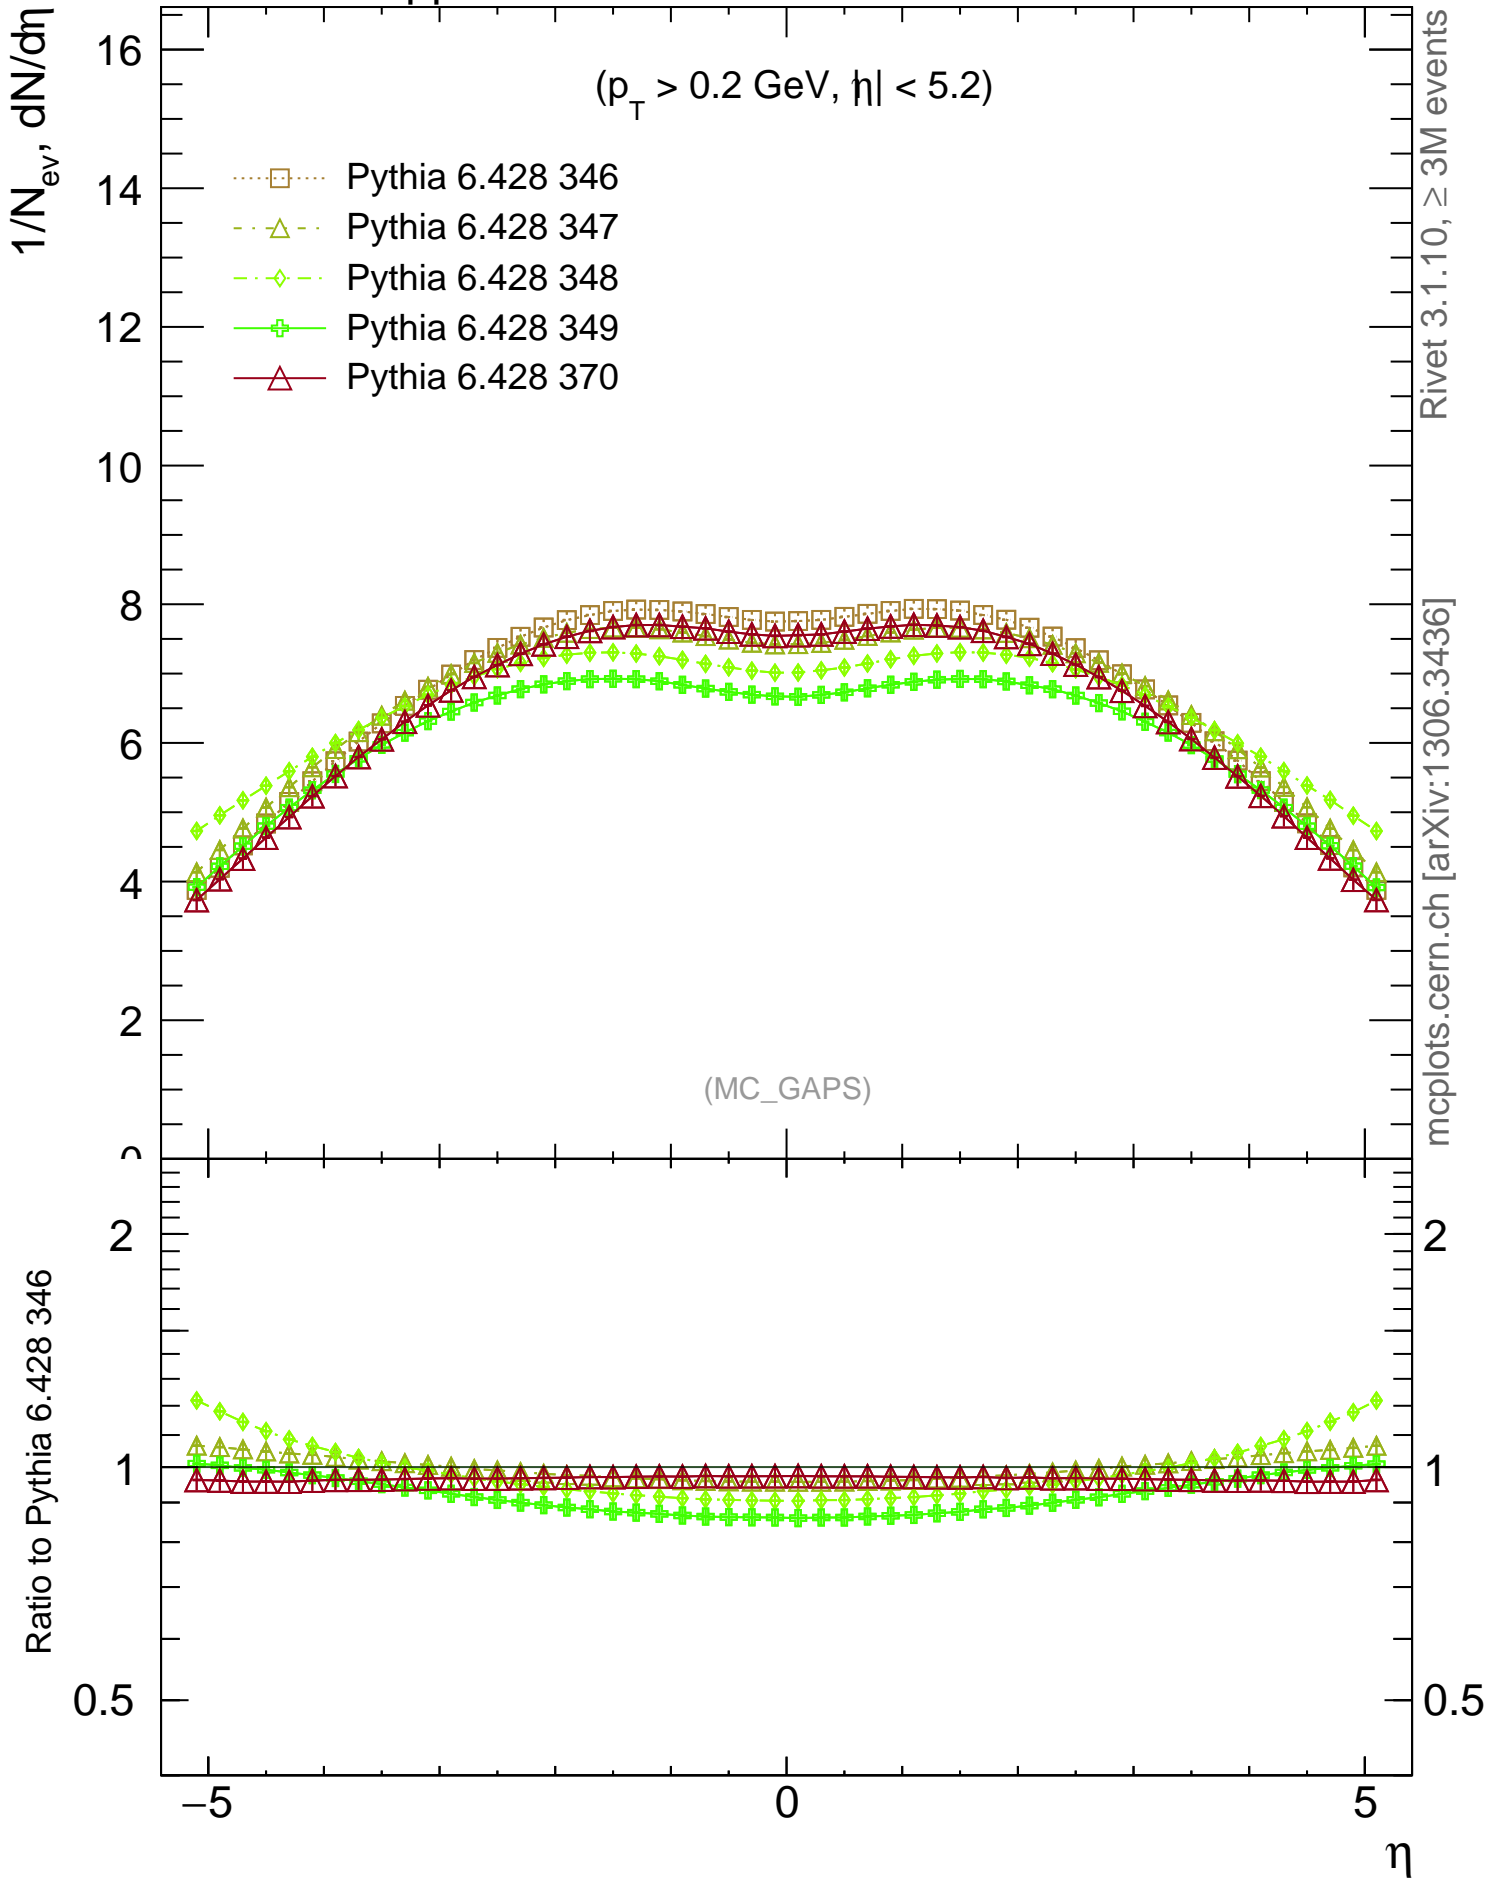 1/N_ev, dN/dη
(p_T > 0.2 GeV, |η| < 5.2)
Pythia 6.428 346
Pythia 6.428 347
Pythia 6.428 348
Pythia 6.428 349
Pythia 6.428 370
16
14
12
10
8
6
4
2
0
(MC_GAPS)
Rivet 3.1.10, ≥ 3M events
mcplots.cern.ch [arXiv:1306.3436]
Ratio to Pythia 6.428 346
2
1
0.5
2
1
0.5
−5
0
5
η